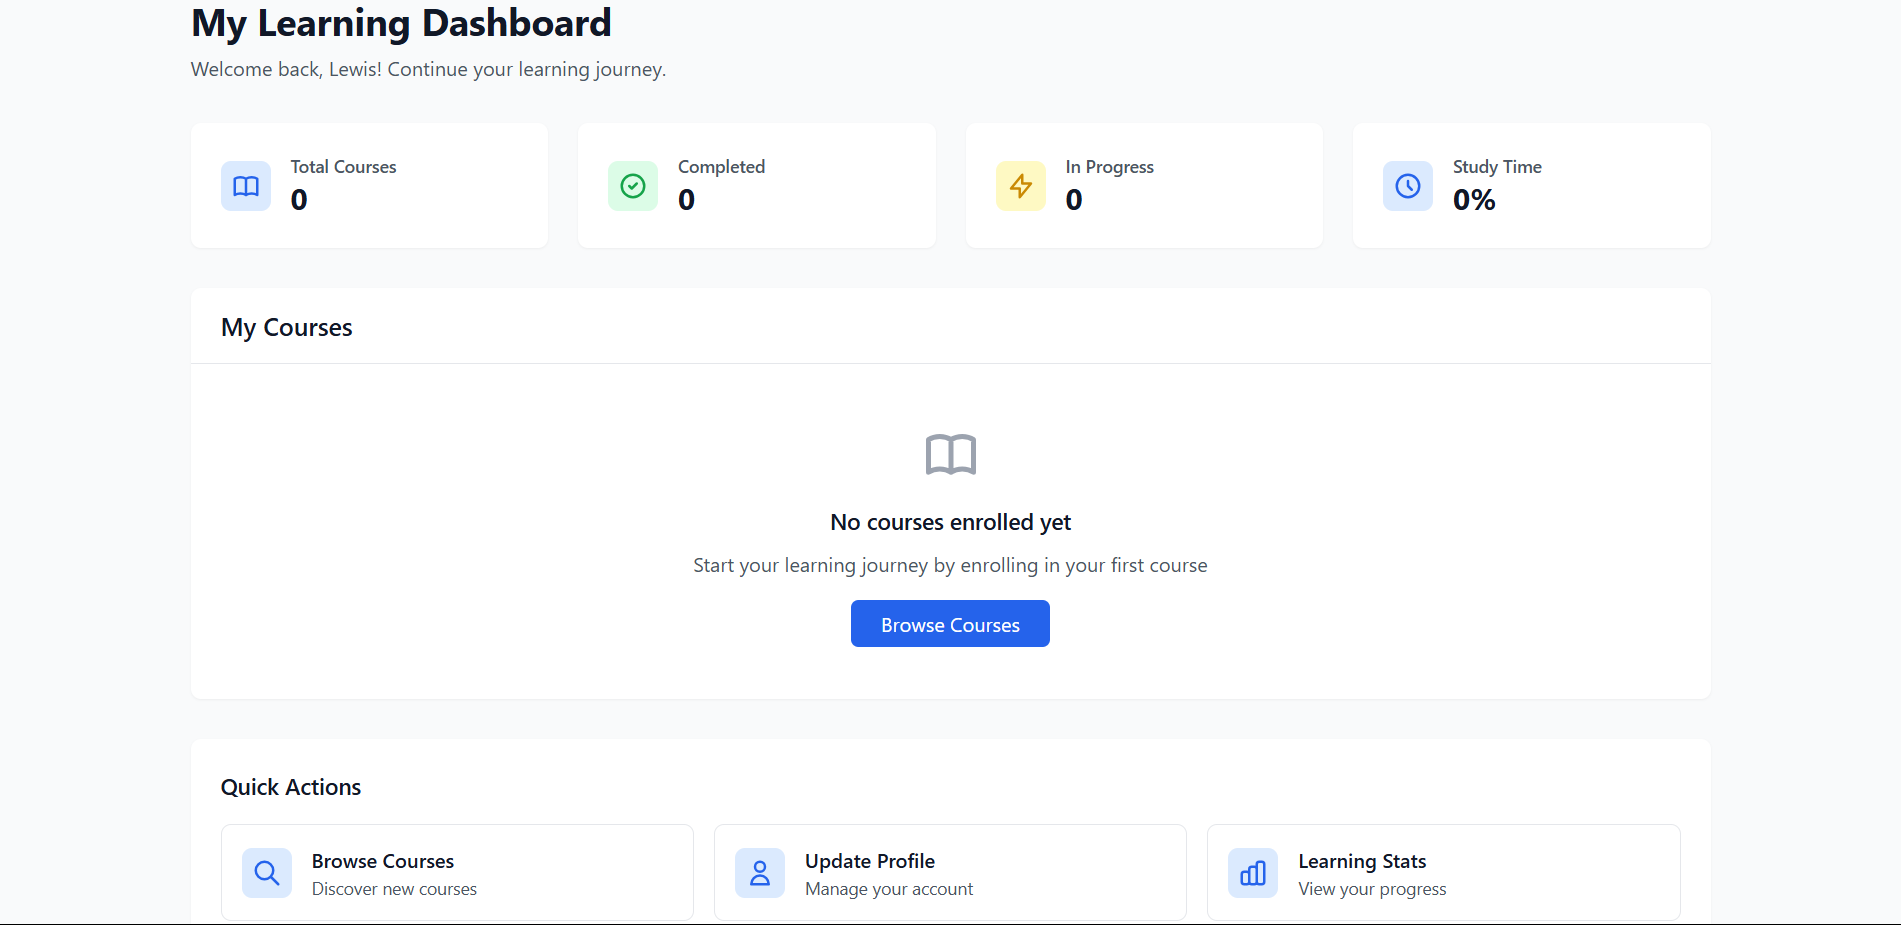 My Learning Dashboard
Welcome back, Lewis! Continue your learning journey.
Total Courses
0
Completed
0
In Progress
0
Study Time
0%
My Courses
No courses enrolled yet
Start your learning journey by enrolling in your first course
Browse Courses
Quick Actions
Browse Courses
Discover new courses
Update Profile
Manage your account
Learning Stats
View your progress